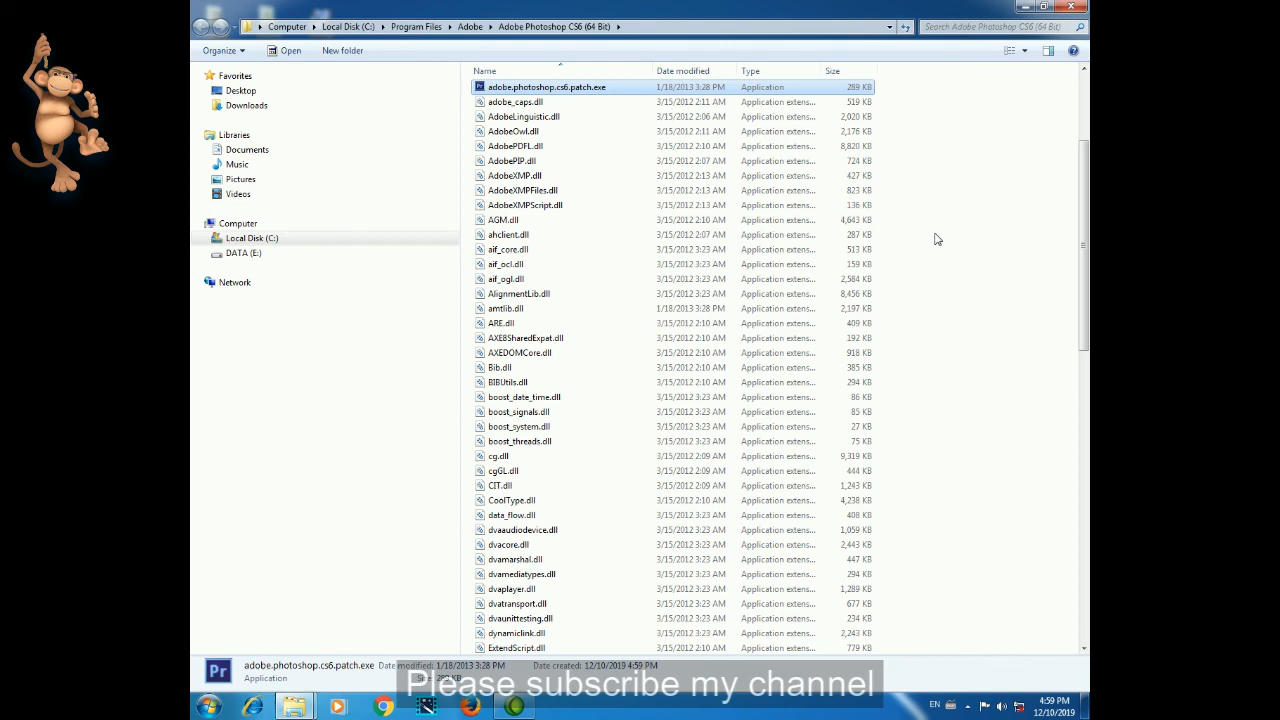 Computer ▸ Local Disk (C:) ▸ Program Files ▸ Adobe ▸ Adobe Photoshop CS6 (64 Bit) ▸
Search Adobe Photoshop CS6 (64 Bit)
Organize Open New folder
Favorites
Desktop
Downloads
Libraries
Documents
Music
Pictures
Videos
Computer
Local Disk (C:)
DATA (E:)
Network
Name Date modified Type Size
adobe.photoshop.cs6.patch.exe 1/18/2013 3:28 PM Application 289 KB
adobe_caps.dll 3/15/2012 2:11 AM Application extens... 519 KB
AdobeLinguistic.dll 3/15/2012 2:06 AM Application extens... 2,020 KB
AdobeOwl.dll 3/15/2012 2:11 AM Application extens... 2,176 KB
AdobePDFL.dll 3/15/2012 2:10 AM Application extens... 8,820 KB
AdobePIP.dll 3/15/2012 2:07 AM Application extens... 724 KB
AdobeXMP.dll 3/15/2012 2:13 AM Application extens... 427 KB
AdobeXMPFiles.dll 3/15/2012 2:13 AM Application extens... 823 KB
AdobeXMPScript.dll 3/15/2012 2:13 AM Application extens... 136 KB
AGM.dll 3/15/2012 2:10 AM Application extens... 4,643 KB
ahclient.dll 3/15/2012 2:07 AM Application extens... 287 KB
aif_core.dll 3/15/2012 3:23 AM Application extens... 513 KB
aif_ocl.dll 3/15/2012 3:23 AM Application extens... 159 KB
aif_ogl.dll 3/15/2012 3:23 AM Application extens... 2,584 KB
AlignmentLib.dll 3/15/2012 3:23 AM Application extens... 8,456 KB
amtlib.dll 1/18/2013 3:28 PM Application extens... 2,197 KB
ARE.dll 3/15/2012 2:10 AM Application extens... 409 KB
AXE8SharedExpat.dll 3/15/2012 2:10 AM Application extens... 192 KB
AXEDOMCore.dll 3/15/2012 2:10 AM Application extens... 918 KB
Bib.dll 3/15/2012 2:10 AM Application extens... 385 KB
BIBUtils.dll 3/15/2012 2:10 AM Application extens... 294 KB
boost_date_time.dll 3/15/2012 3:23 AM Application extens... 86 KB
boost_signals.dll 3/15/2012 3:23 AM Application extens... 85 KB
boost_system.dll 3/15/2012 3:23 AM Application extens... 27 KB
boost_threads.dll 3/15/2012 3:23 AM Application extens... 75 KB
cg.dll 3/15/2012 2:09 AM Application extens... 9,319 KB
cgGL.dll 3/15/2012 2:09 AM Application extens... 444 KB
CIT.dll 3/15/2012 2:09 AM Application extens... 1,243 KB
CoolType.dll 3/15/2012 2:10 AM Application extens... 4,238 KB
data_flow.dll 3/15/2012 3:23 AM Application extens... 408 KB
dvaaudiodevice.dll 3/15/2012 3:23 AM Application extens... 1,059 KB
dvacore.dll 3/15/2012 3:23 AM Application extens... 2,443 KB
dvamarshal.dll 3/15/2012 3:23 AM Application extens... 447 KB
dvamediatypes.dll 3/15/2012 3:23 AM Application extens... 294 KB
dvaplayer.dll 3/15/2012 3:23 AM Application extens... 1,289 KB
dvatransport.dll 3/15/2012 3:23 AM Application extens... 677 KB
dvaunittesting.dll 3/15/2012 3:23 AM Application extens... 234 KB
dynamiclink.dll 3/15/2012 3:23 AM Application extens... 2,243 KB
ExtendScript.dll 3/15/2012 2:10 AM Application extens... 779 KB
Pr adobe.photoshop.cs6.patch.exe Date modified: 1/18/2013 3:28 PM Date created: 12/10/2019 4:59 PM
Application Size: 289 KB
Please subscribe my channel
EN 4:59 PM
12/10/2019